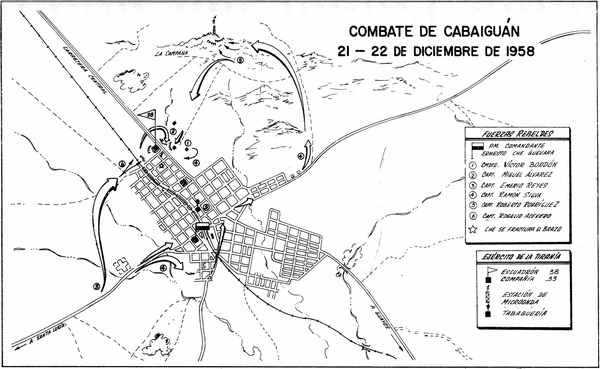 COMBATE DE CABAIGUÁN
21 – 22 DE DICIEMBRE DE 1958
LA CAMPANA
CARRETERA CENTRAL
38
FUERZAS REBELDES
PM. COMANDANTE
ERNESTO CHE GUEVARA
1 CMDTE. VÍCTOR BORDÓN
2 CAPT. MIGUEL ÁLVAREZ
3 CAPT. EMERIO REYES
4 CAPT. RAMÓN SILVA
5 CAPT. ROBERTO RODRÍGUEZ
6 CAPT. ROGELIO ACEVEDO
CHE SE FRACTURA EL BRAZO
EJÉRCITO DE LA TIRANÍA
ESCUADRÓN 38
COMPAÑÍA 33
ESTACIÓN DE
MICROONDA
TABAQUERÍA
A SANTA LUCIA
A GUAYOS